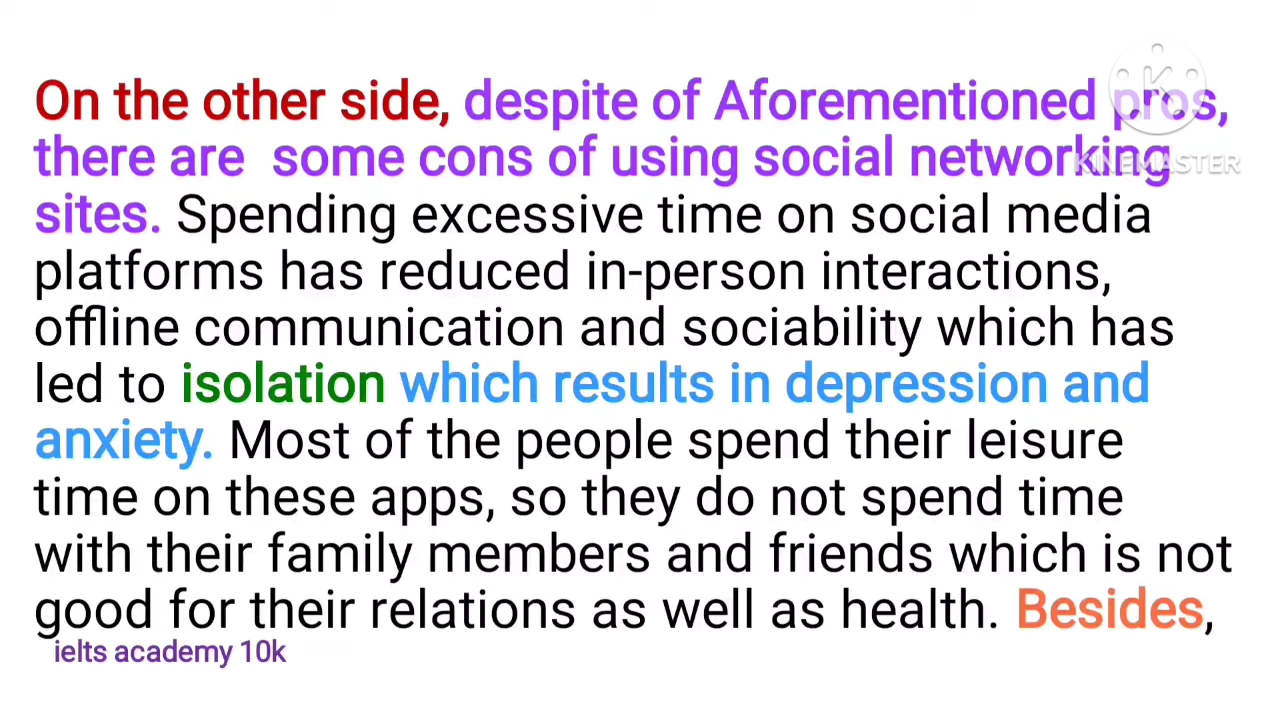 On the other side, despite of Aforementioned pros,
there are some cons of using social networking
sites. Spending excessive time on social media
platforms has reduced in-person interactions,
offline communication and sociability which has
led to isolation which results in depression and
anxiety. Most of the people spend their leisure
time on these apps, so they do not spend time
with their family members and friends which is not
good for their relations as well as health. Besides,
ielts academy 10k
K
KINEMASTER